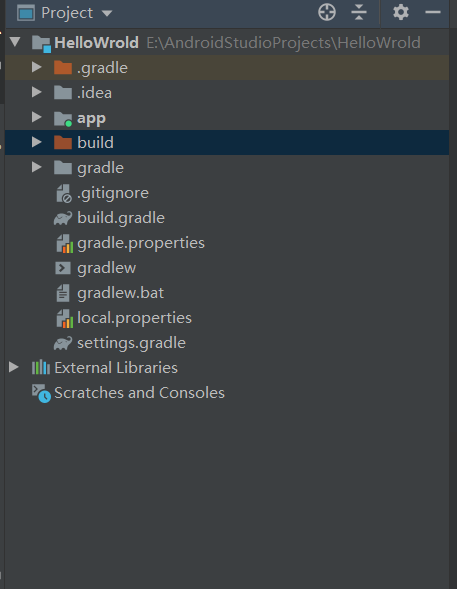 Project
HelloWrold E:\AndroidStudioProjects\HelloWrold
.gradle
.idea
app
build
gradle
.gitignore
build.gradle
gradle.properties
gradlew
gradlew.bat
local.properties
settings.gradle
External Libraries
Scratches and Consoles